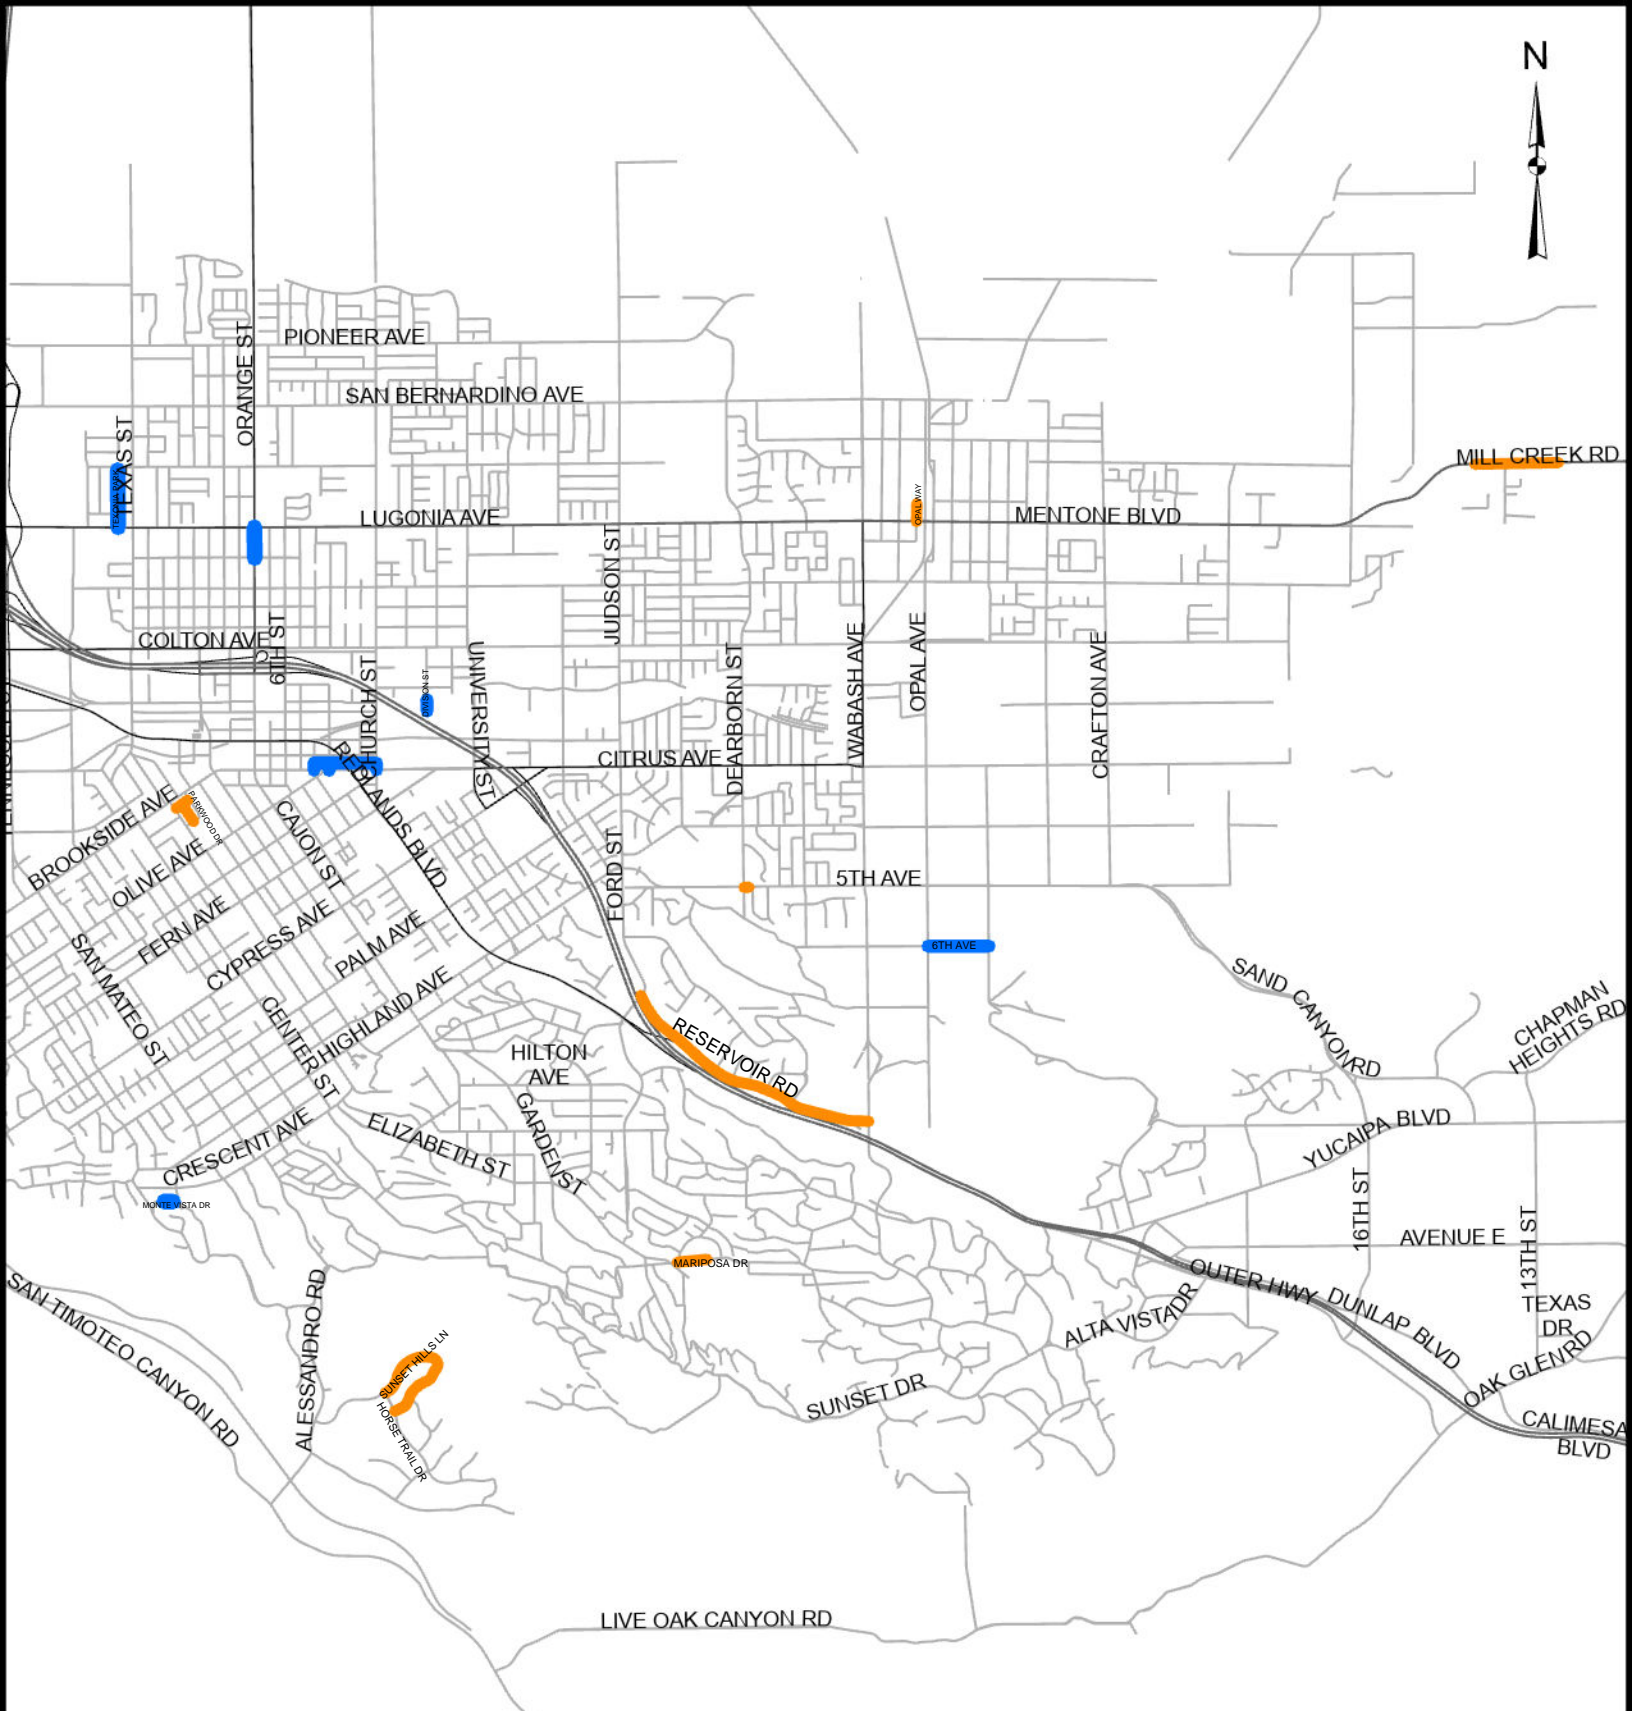 N
PIONEER AVE
ORANGE ST
SAN BERNARDINO AVE
TEXAS ST
TEXONIA PARK
MILL CREEK RD
OPAL WAY
LUGONIA AVE
MENTONE BLVD
JUDSON ST
COLTON AVE
6TH ST
CHURCH ST
DIVISION ST
UNIVERSITY ST
DEARBORN ST
WABASH AVE
OPAL AVE
CRAFTON AVE
CITRUS AVE
REDLANDS BLVD
BROOKSIDE AVE
PARKWOOD DR
CAJON ST
OLIVE AVE
FORD ST
5TH AVE
FERN AVE
CYPRESS AVE
PALM AVE
6TH AVE
SAN MATEO ST
HIGHLAND AVE
CENTER ST
SAND CANYON RD
CHAPMAN
HEIGHTS RD
RESERVOIR RD
HILTON
AVE
GARDEN ST
ELIZABETH ST
CRESCENT AVE
YUCAIPA BLVD
16TH ST
13TH ST
MONTE VISTA DR
AVENUE E
MARIPOSA DR
OUTER HWY
DUNLAP BLVD
ALTA VISTA DR
TEXAS
DR
SAN TIMOTEO CANYON RD
ALESSANDRO RD
SUNSET HILLS LN
HORSE TRAIL DR
SUNSET DR
OAK GLEN RD
CALIMESA
BLVD
LIVE OAK CANYON RD